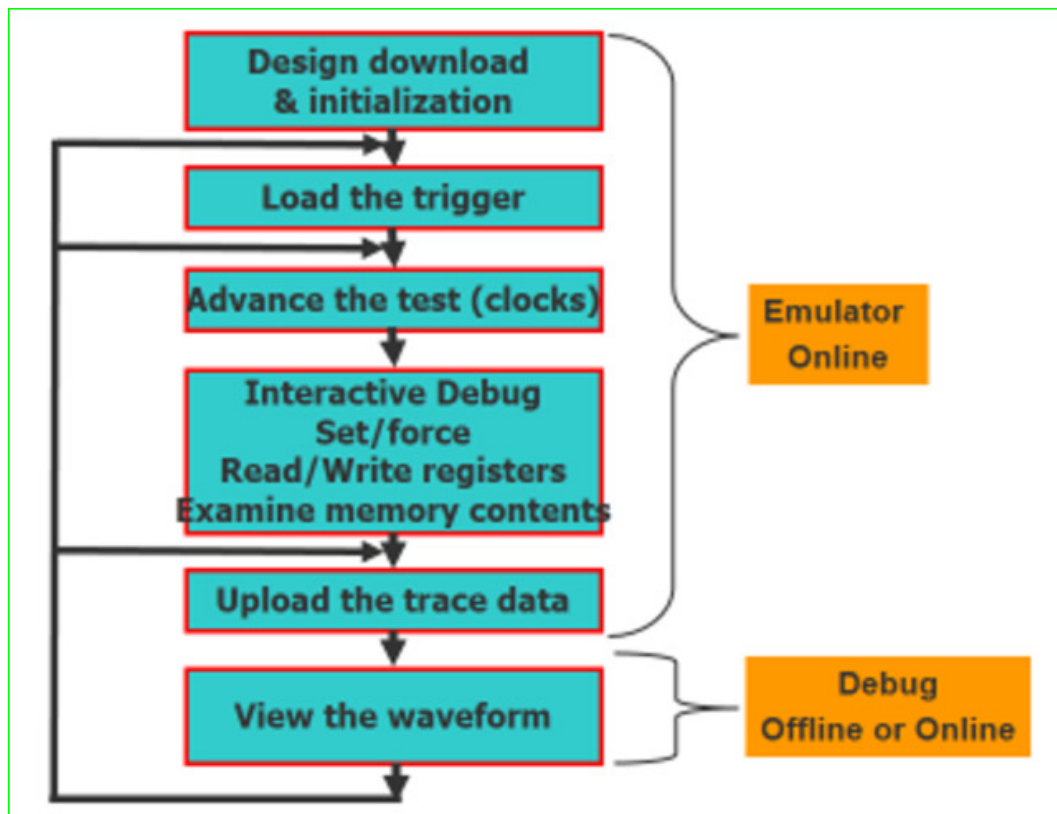 Design download
& initialization
Load the trigger
Advance the test (clocks)
Interactive Debug
Set/force
Read/Write registers
Examine memory contents
Upload the trace data
View the waveform
Emulator
Online
Debug
Offline or Online